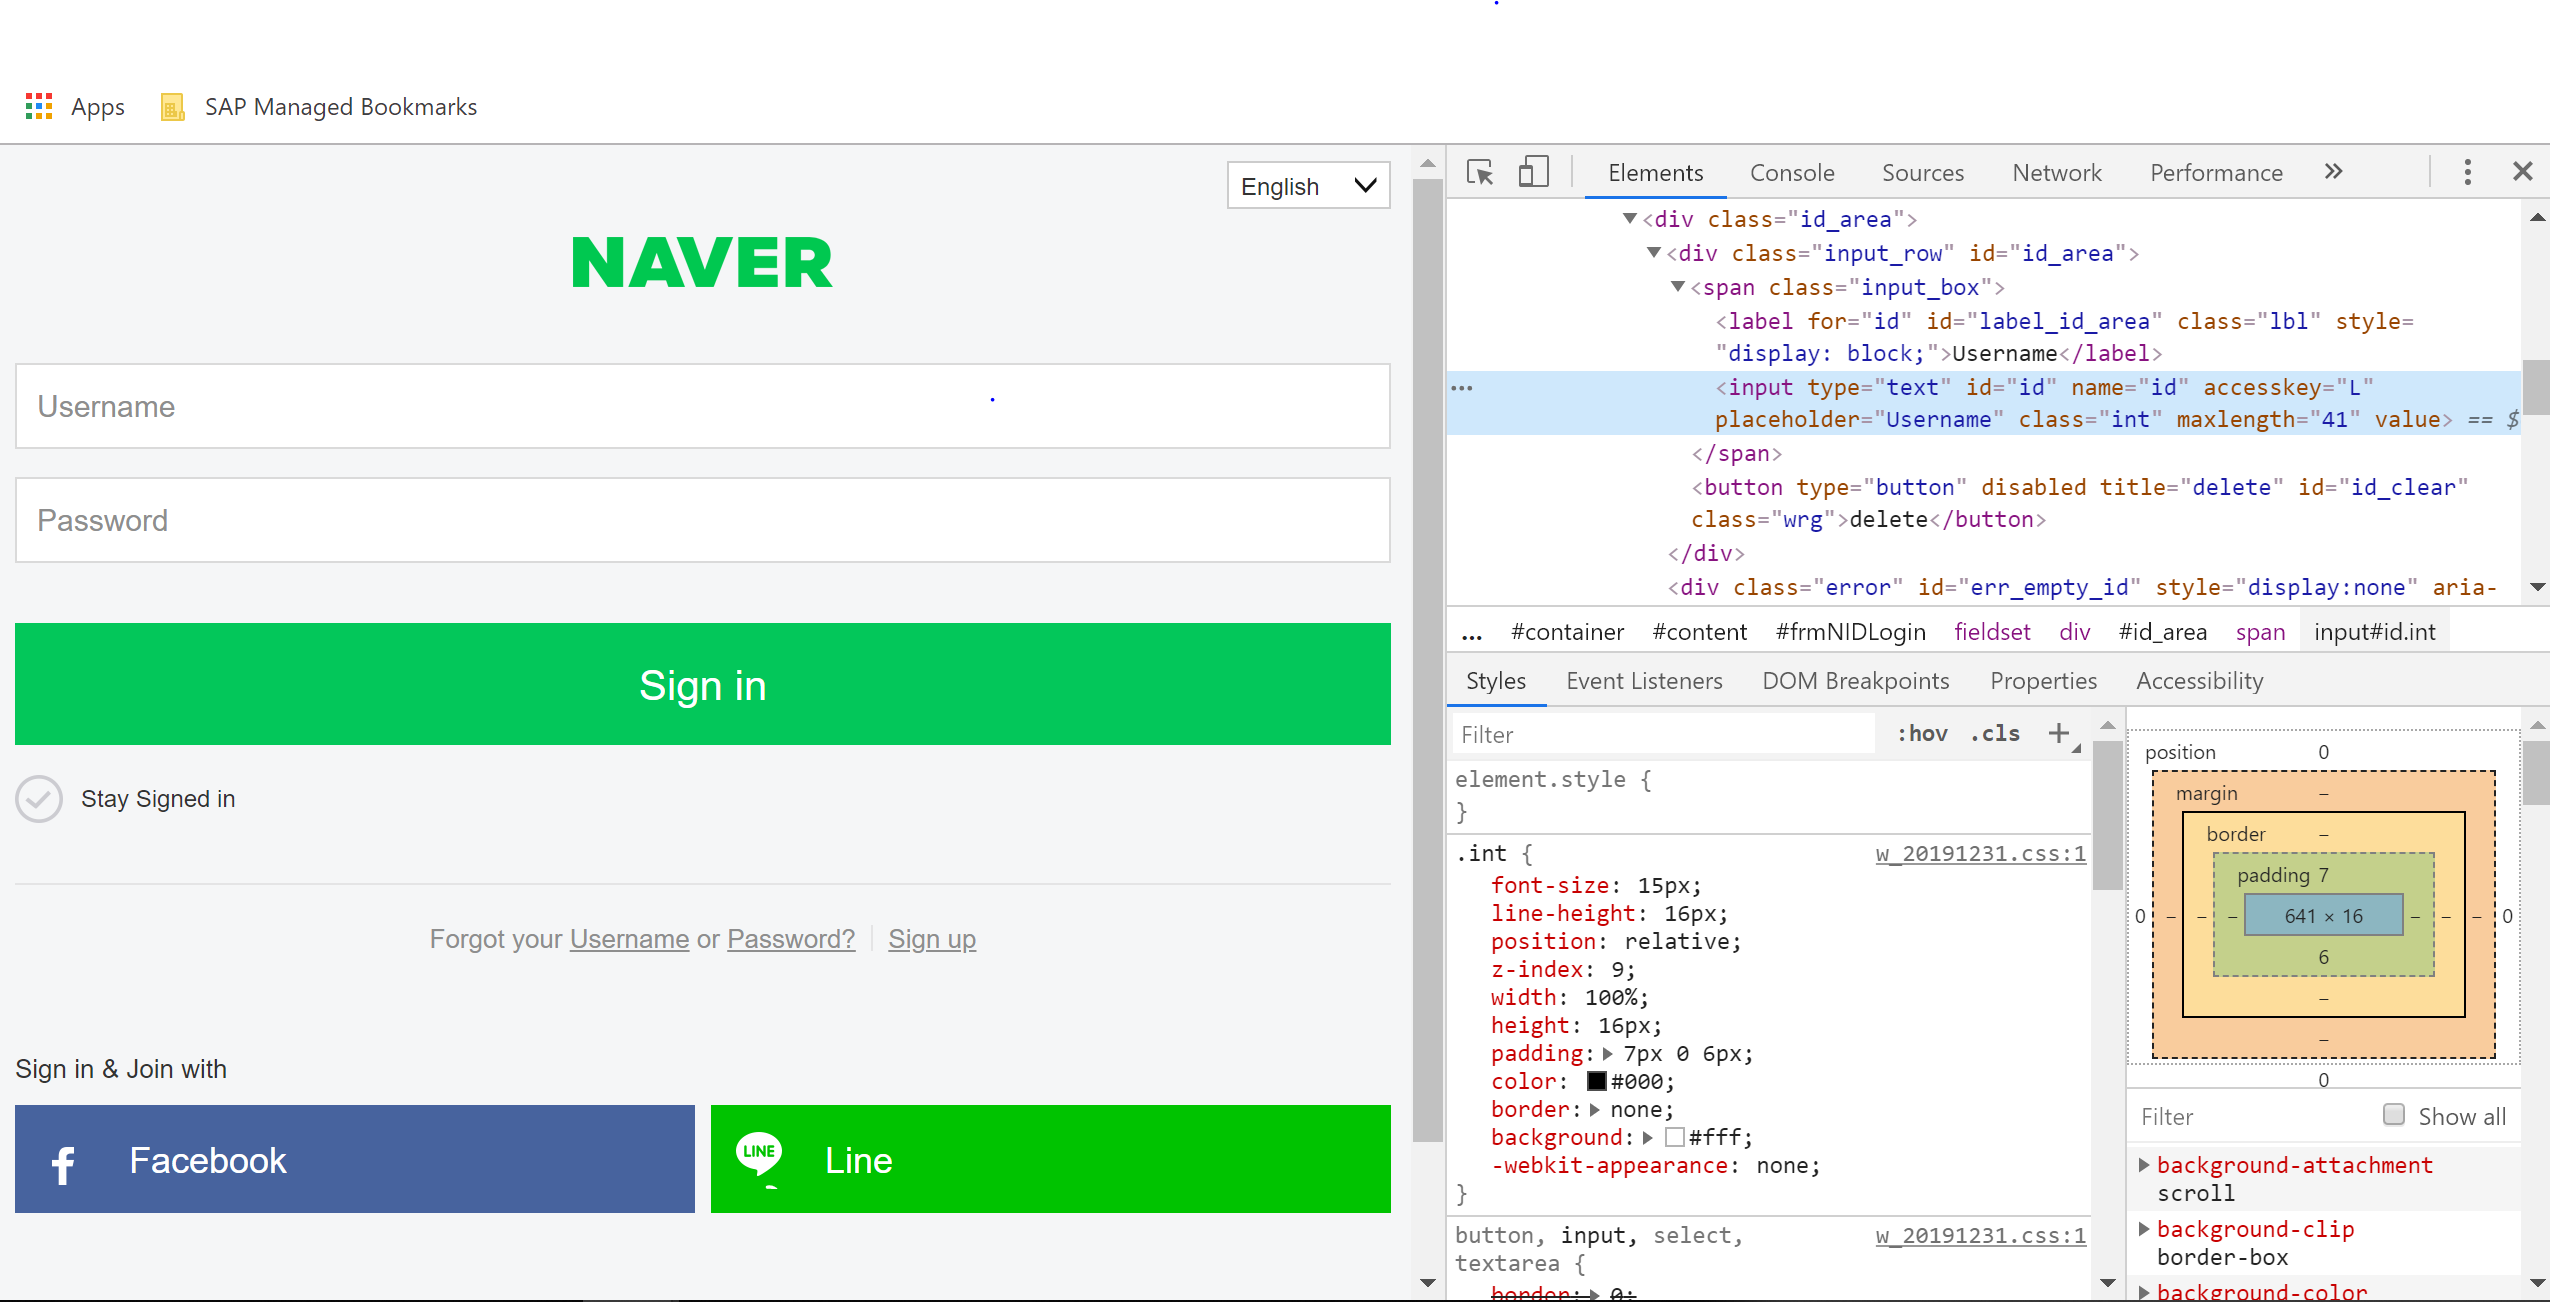 Apps SAP Managed Bookmarks
English
NAVER
Username
Password
Sign in
Stay Signed in
Forgot your Username or Password? Sign up
Sign in & Join with
Facebook
LINE Line
Elements Console Sources Network Performance »
<div class="id_area">
<div class="input_row" id="id_area">
<span class="input_box">
<label for="id" id="label_id_area" class="lbl" style=
"display: block;">Username</label>
... <input type="text" id="id" name="id" accesskey="L"
placeholder="Username" class="int" maxlength="41" value> == $
</span>
<button type="button" disabled title="delete" id="id_clear"
class="wrg">delete</button>
</div>
<div class="error" id="err_empty_id" style="display:none" aria-
... #container #content #frmNIDLogin fieldset div #id_area span input#id.int
Styles Event Listeners DOM Breakpoints Properties Accessibility
Filter :hov .cls +
element.style {
}
.int { w_20191231.css:1
font-size: 15px;
line-height: 16px;
position: relative;
z-index: 9;
width: 100%;
height: 16px;
padding: 7px 0 6px;
color: #000;
border: none;
background: #fff;
-webkit-appearance: none;
}
button, input, select, w_20191231.css:1
textarea {
border: 0;
position 0
margin –
border –
padding 7
0 – – – 641 × 16 – – – 0
6
–
–
0
Filter Show all
background-attachment
scroll
background-clip
border-box
background-color